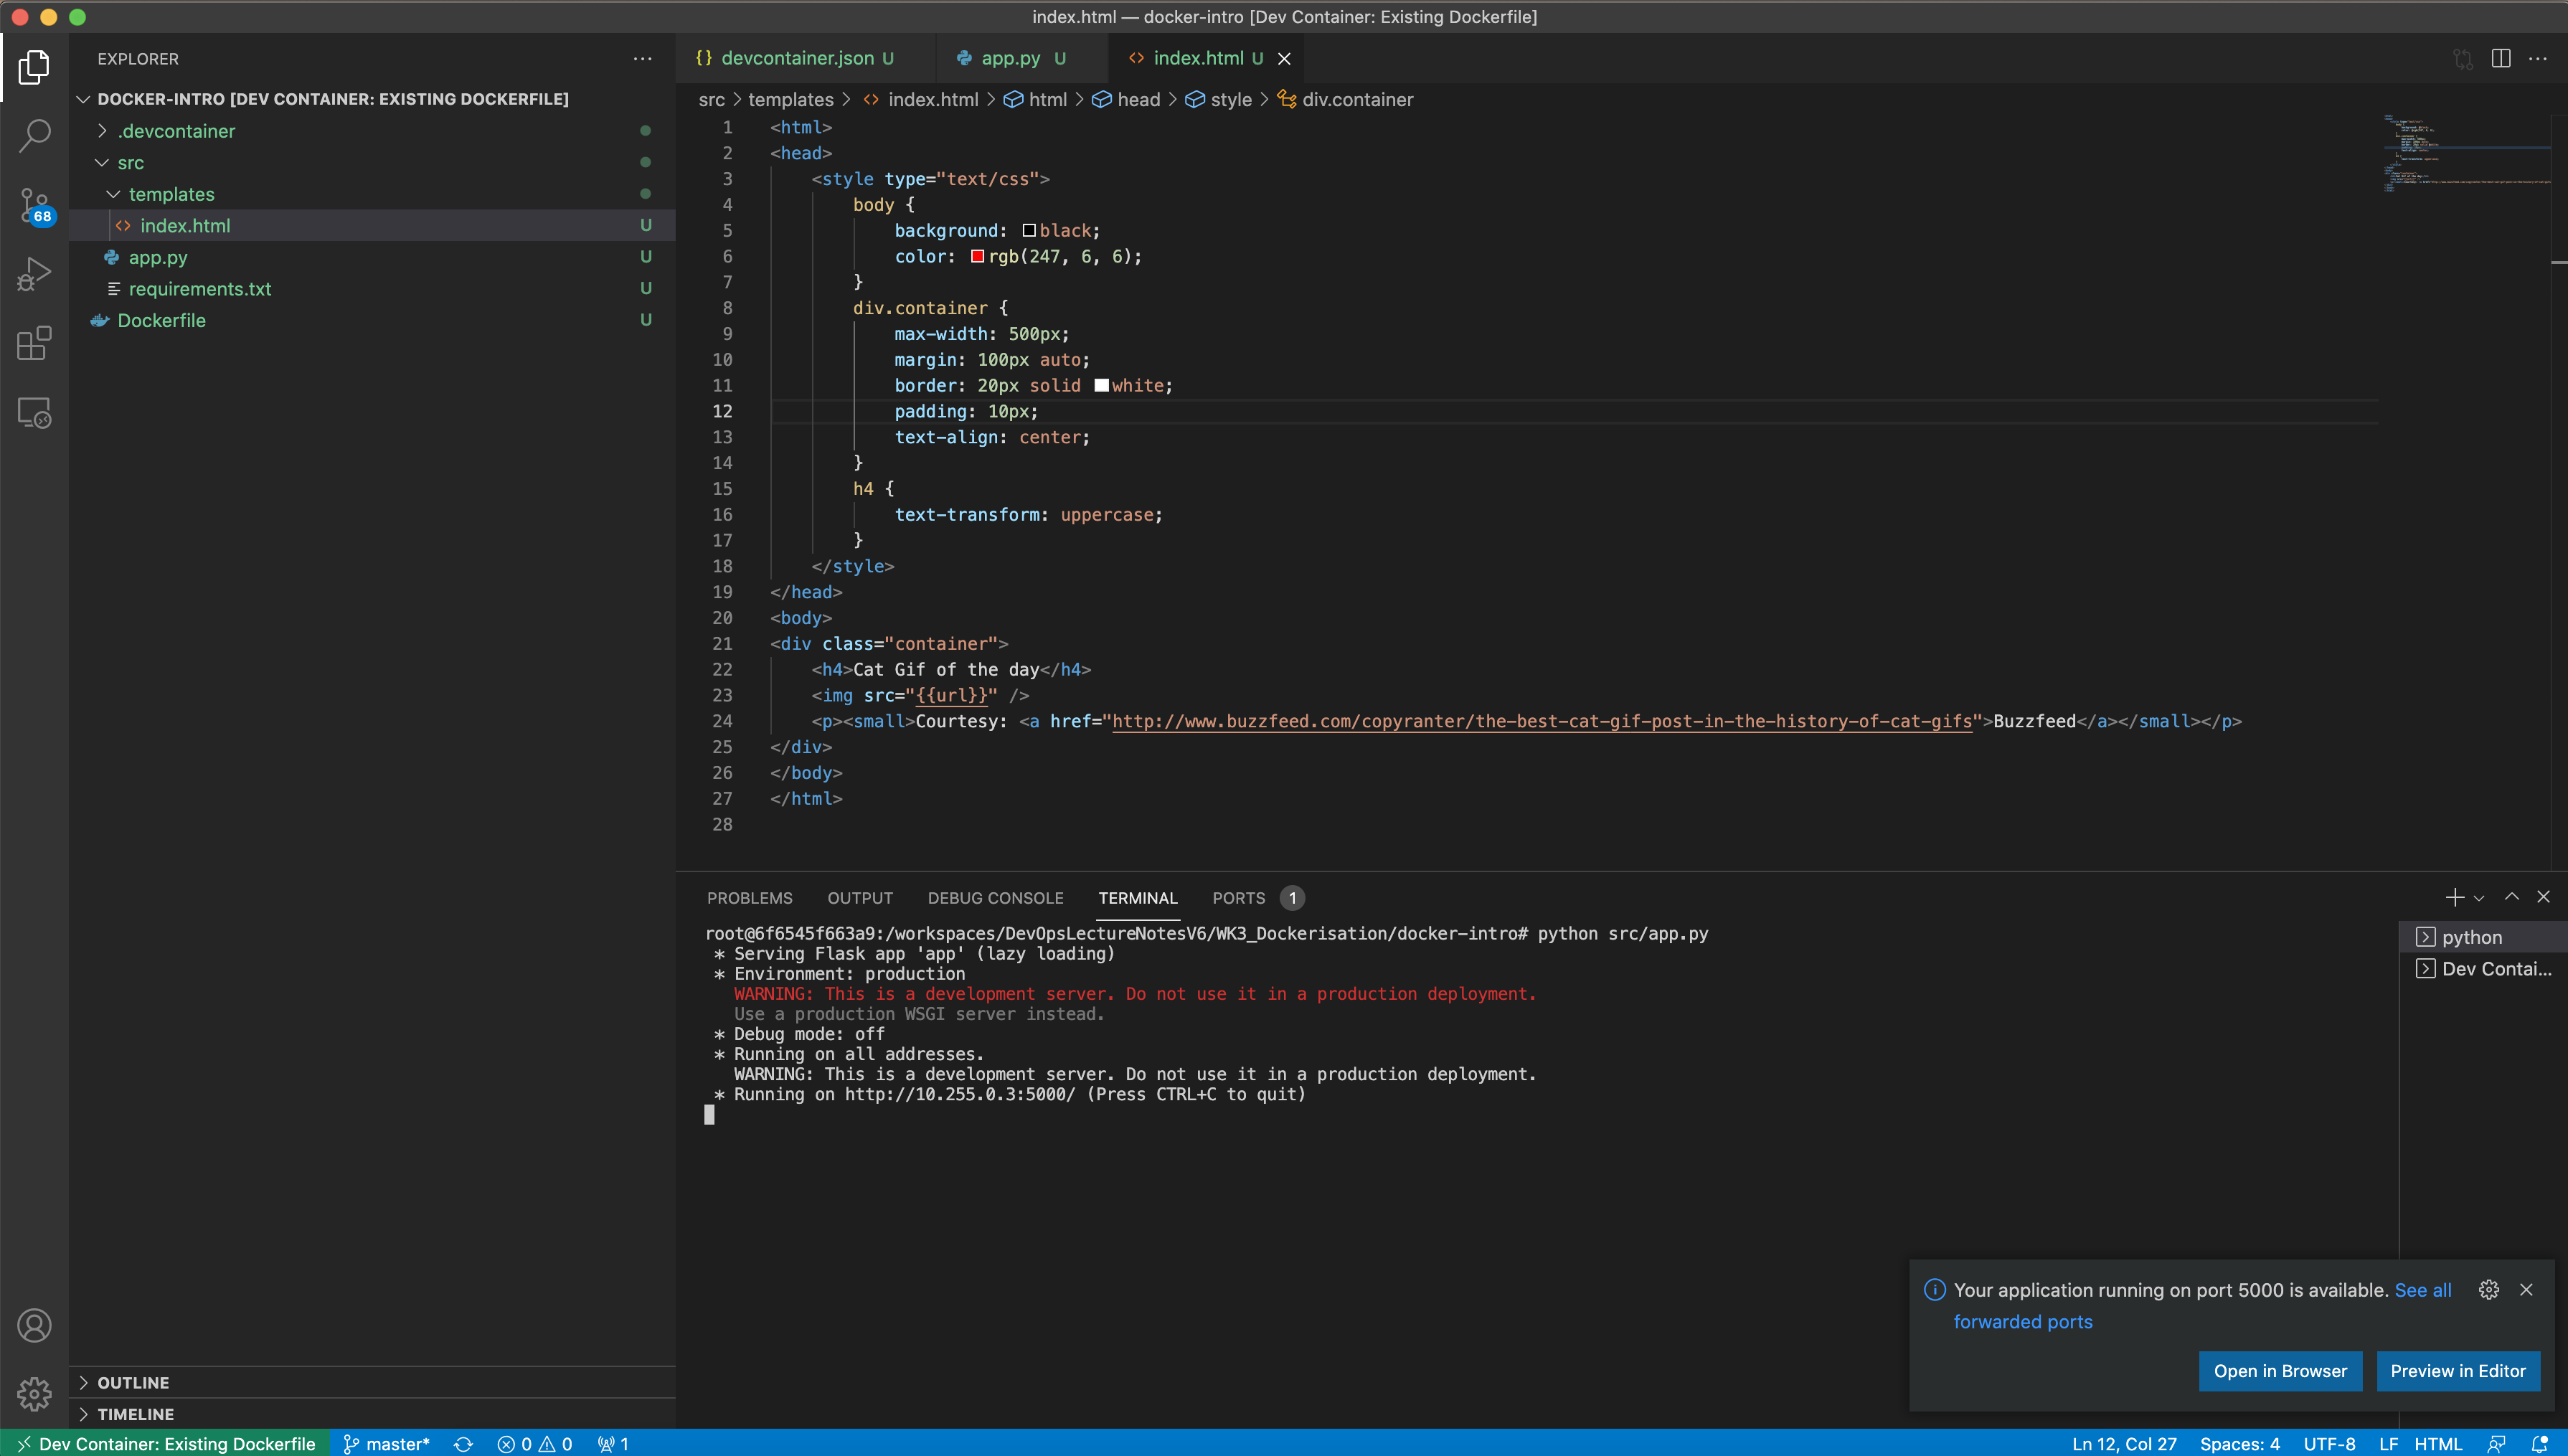 index.html — docker-intro [Dev Container: Existing Dockerfile]
EXPLORER
DOCKER-INTRO [DEV CONTAINER: EXISTING DOCKERFILE]
.devcontainer
src
templates
index.html U
app.py U
requirements.txt U
Dockerfile U
68
OUTLINE
TIMELINE
{} devcontainer.json U
app.py U
<> index.html U
src > templates > <> index.html > html > head > style > div.container
1 <html>
2 <head>
3     <style type="text/css">
4         body {
5             background: black;
6             color: rgb(247, 6, 6);
7         }
8         div.container {
9             max-width: 500px;
10             margin: 100px auto;
11             border: 20px solid white;
12             padding: 10px;
13             text-align: center;
14         }
15         h4 {
16             text-transform: uppercase;
17         }
18     </style>
19 </head>
20 <body>
21 <div class="container">
22     <h4>Cat Gif of the day</h4>
23     <img src="{{url}}" />
24     <p><small>Courtesy: <a href="http://www.buzzfeed.com/copyranter/the-best-cat-gif-post-in-the-history-of-cat-gifs">Buzzfeed</a></small></p>
25 </div>
26 </body>
27 </html>
28
PROBLEMS OUTPUT DEBUG CONSOLE TERMINAL PORTS 1
root@6f6545f663a9:/workspaces/DevOpsLectureNotesV6/WK3_Dockerisation/docker-intro# python src/app.py
* Serving Flask app 'app' (lazy loading)
* Environment: production
WARNING: This is a development server. Do not use it in a production deployment.
Use a production WSGI server instead.
* Debug mode: off
* Running on all addresses.
WARNING: This is a development server. Do not use it in a production deployment.
* Running on http://10.255.0.3:5000/ (Press CTRL+C to quit)
python
Dev Contai...
Your application running on port 5000 is available. See all
forwarded ports
Open in Browser Preview in Editor
Dev Container: Existing Dockerfile master* 0 0 1 Ln 12, Col 27 Spaces: 4 UTF-8 LF HTML